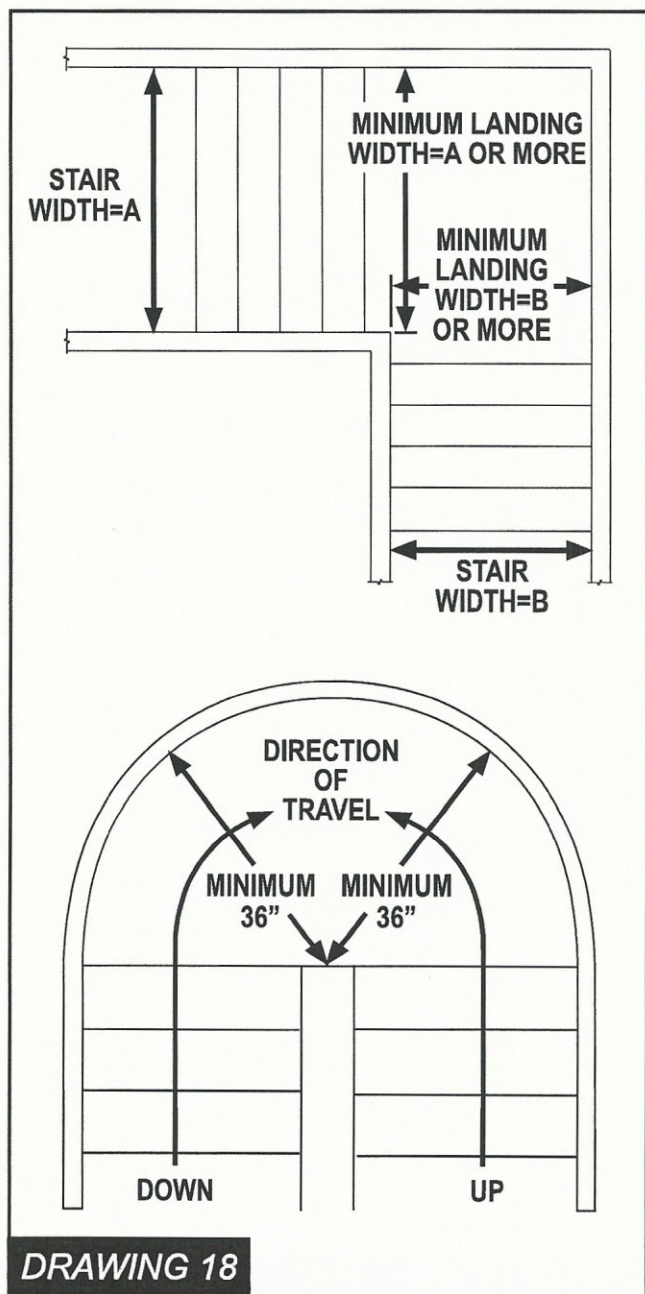 STAIR
WIDTH=A
MINIMUM LANDING
WIDTH=A OR MORE
MINIMUM
LANDING
WIDTH=B
OR MORE
STAIR
WIDTH=B
DIRECTION
OF
TRAVEL
MINIMUM
36"
MINIMUM
36"
DOWN
UP
DRAWING 18